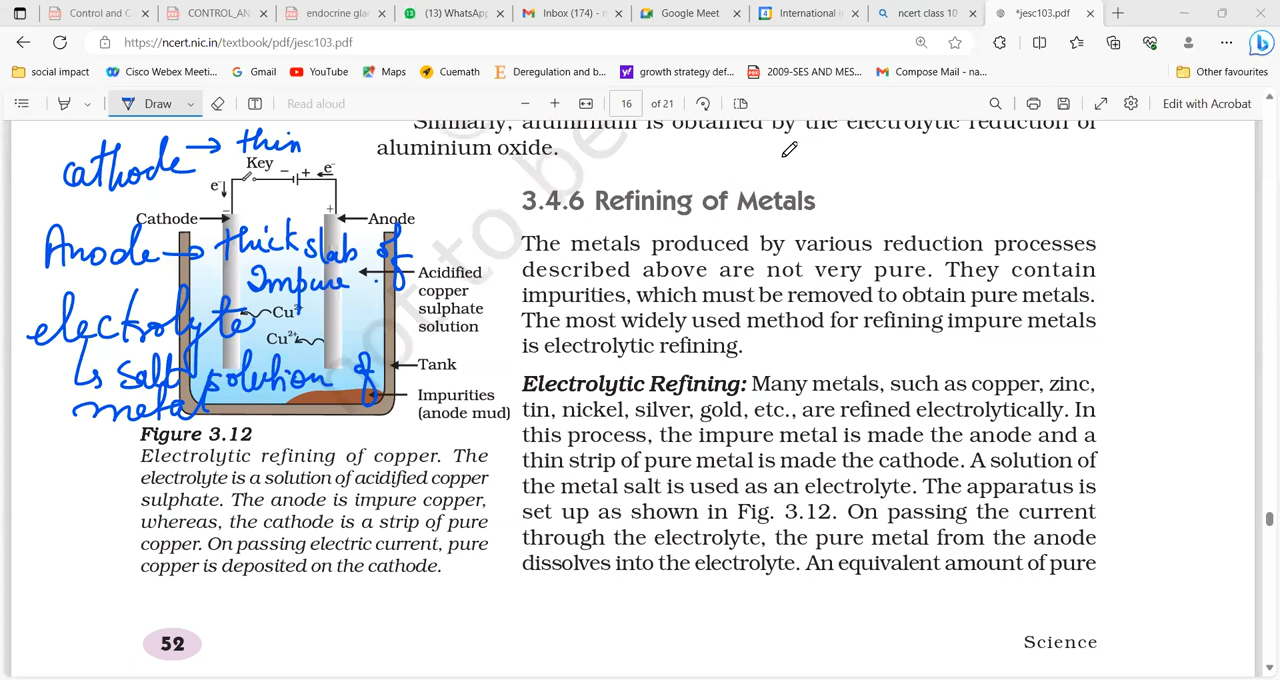 Control and C
CONTROL_AN
endocrine glar
(13) WhatsAp
Inbox (174) - n
Google Meet
International i
ncert class 10
*jesc103.pdf
https://ncert.nic.in/textbook/pdf/jesc103.pdf
social impact
Cisco Webex Meeti...
Gmail
YouTube
Maps
Cuemath
Deregulation and b...
growth strategy def...
2009-SES AND MES...
Compose Mail - na...
Other favourites
Draw
Read aloud
16 of 21
Edit with Acrobat
Similarly, aluminium is obtained by the electrolytic reduction of
aluminium oxide.
cathode → thin
Key
− +
e⁻
e⁻
− +
Cathode
Anode
Anode → thick slab of
Impure
Acidified
copper
sulphate
solution
electrolyte
Cu²
Cu²⁺
↳ salt solution of
metal
Tank
Impurities
(anode mud)
Figure 3.12
Electrolytic refining of copper. The
electrolyte is a solution of acidified copper
sulphate. The anode is impure copper,
whereas, the cathode is a strip of pure
copper. On passing electric current, pure
copper is deposited on the cathode.
3.4.6 Refining of Metals
The metals produced by various reduction processes
described above are not very pure. They contain
impurities, which must be removed to obtain pure metals.
The most widely used method for refining impure metals
is electrolytic refining.
Electrolytic Refining: Many metals, such as copper, zinc,
tin, nickel, silver, gold, etc., are refined electrolytically. In
this process, the impure metal is made the anode and a
thin strip of pure metal is made the cathode. A solution of
the metal salt is used as an electrolyte. The apparatus is
set up as shown in Fig. 3.12. On passing the current
through the electrolyte, the pure metal from the anode
dissolves into the electrolyte. An equivalent amount of pure
52
Science
not to be